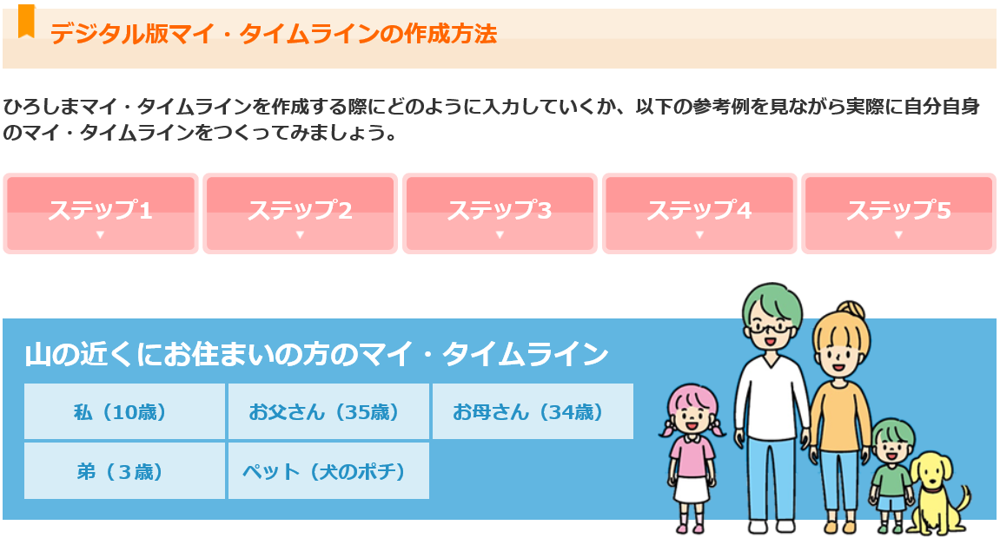 デジタル版マイ・タイムラインの作成方法
ひろしまマイ・タイムラインを作成する際にどのように入力していくか、以下の参考例を見ながら実際に自分自身
のマイ・タイムラインをつくってみましょう。
ステップ1 ステップ2 ステップ3 ステップ4 ステップ5
山の近くにお住まいの方のマイ・タイムライン
私（10歳） お父さん（35歳） お母さん（34歳）
弟（３歳） ペット（犬のポチ）